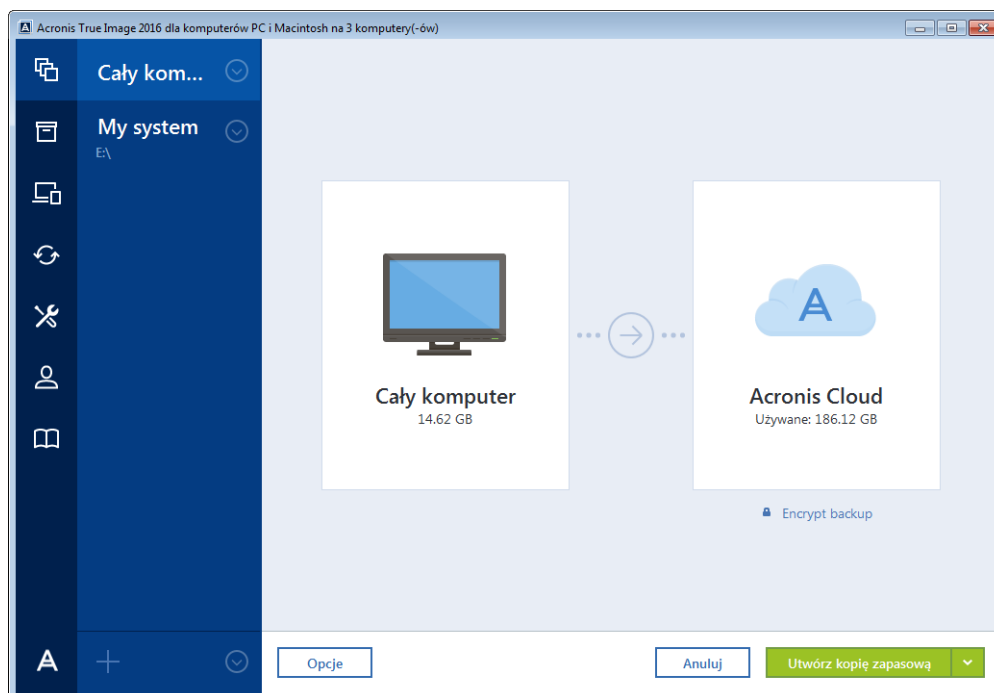 Acronis True Image 2016 dla komputerów PC i Macintosh na 3 komputery(-ów)
Cały kom...
My system
E:\
Cały komputer
14.62 GB
Acronis Cloud
Używane: 186.12 GB
Encrypt backup
Opcje
Anuluj
Utwórz kopię zapasową